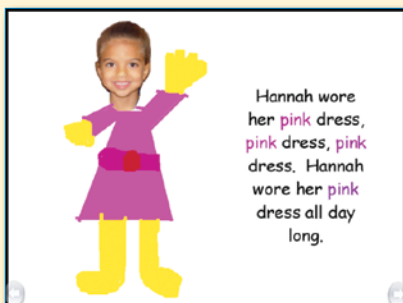 Hannah wore
her pink dress,
pink dress, pink
dress. Hannah
wore her pink
dress all day
long.